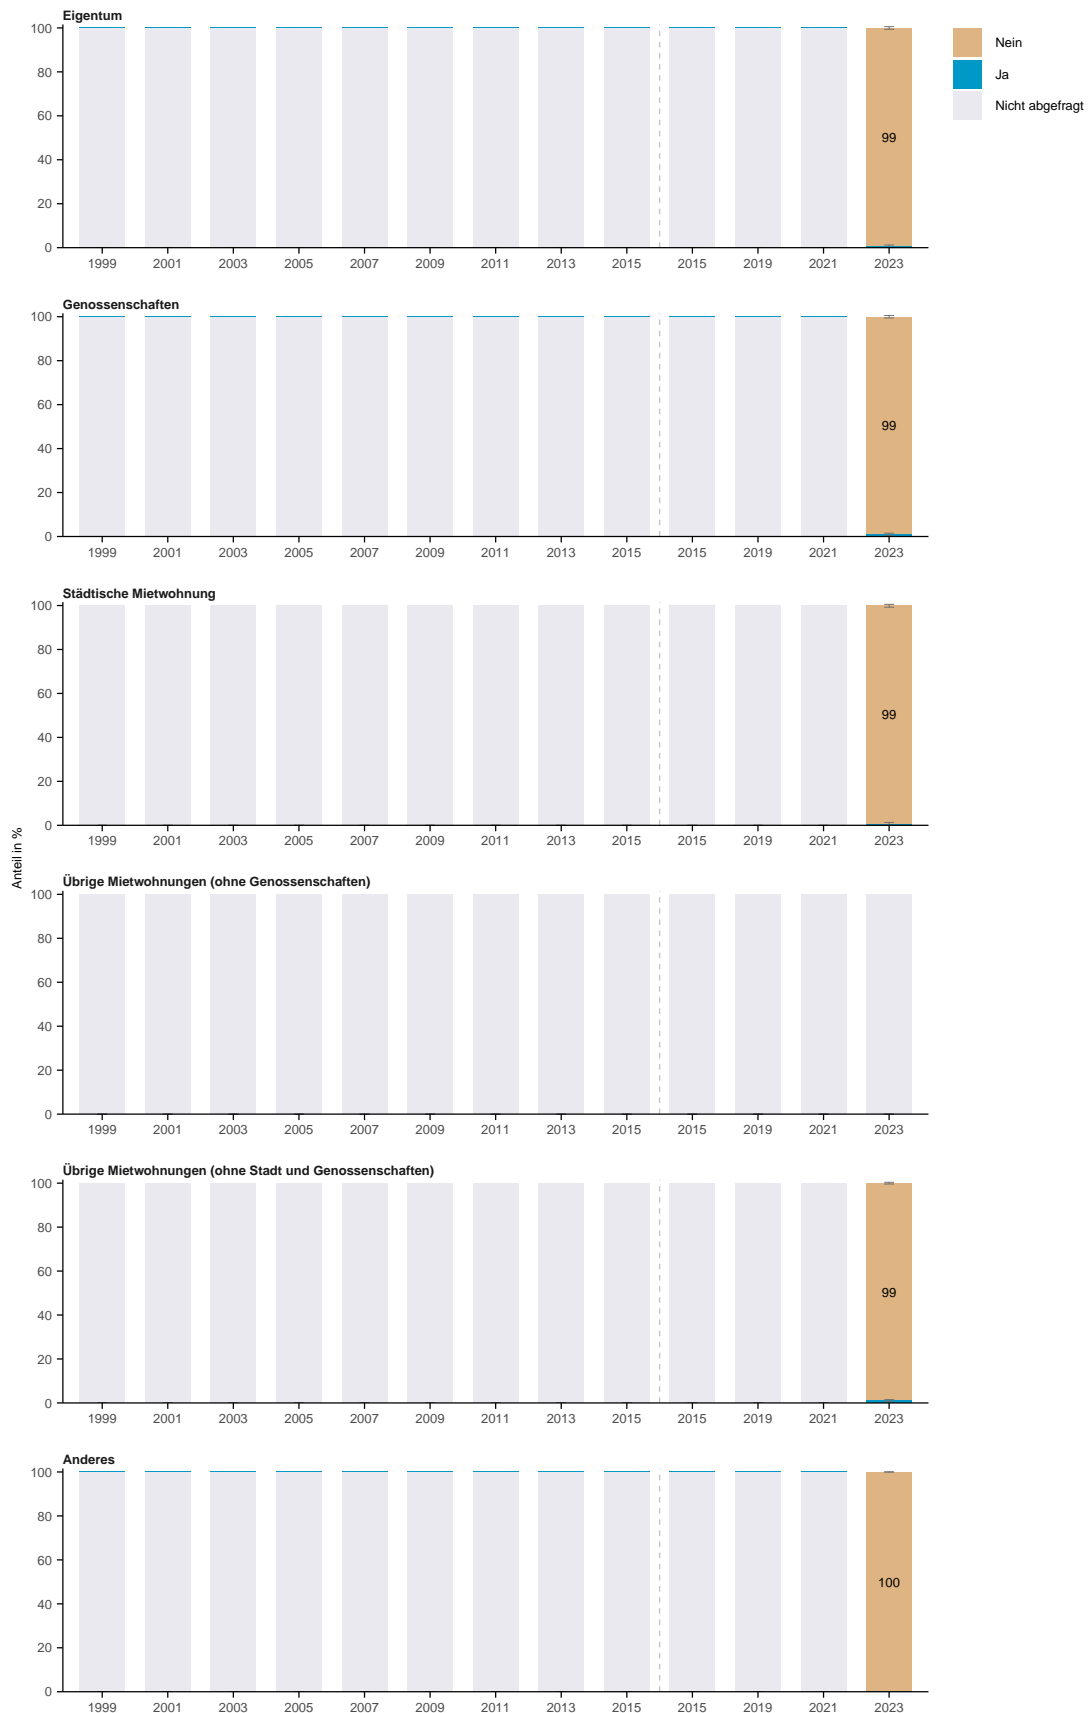 Eigentum
100
80
60
40
20
0
99
1999 2001 2003 2005 2007 2009 2011 2013 2015 2015 2019 2021 2023
Nein
Ja
Nicht abgefragt
Genossenschaften
100
80
60
40
20
0
99
1999 2001 2003 2005 2007 2009 2011 2013 2015 2015 2019 2021 2023
Städtische Mietwohnung
100
80
60
40
20
0
99
1999 2001 2003 2005 2007 2009 2011 2013 2015 2015 2019 2021 2023
Anteil in %
Übrige Mietwohnungen (ohne Genossenschaften)
100
80
60
40
20
0
1999 2001 2003 2005 2007 2009 2011 2013 2015 2015 2019 2021 2023
Übrige Mietwohnungen (ohne Stadt und Genossenschaften)
100
80
60
40
20
0
99
1999 2001 2003 2005 2007 2009 2011 2013 2015 2015 2019 2021 2023
Anderes
100
80
60
40
20
0
100
1999 2001 2003 2005 2007 2009 2011 2013 2015 2015 2019 2021 2023